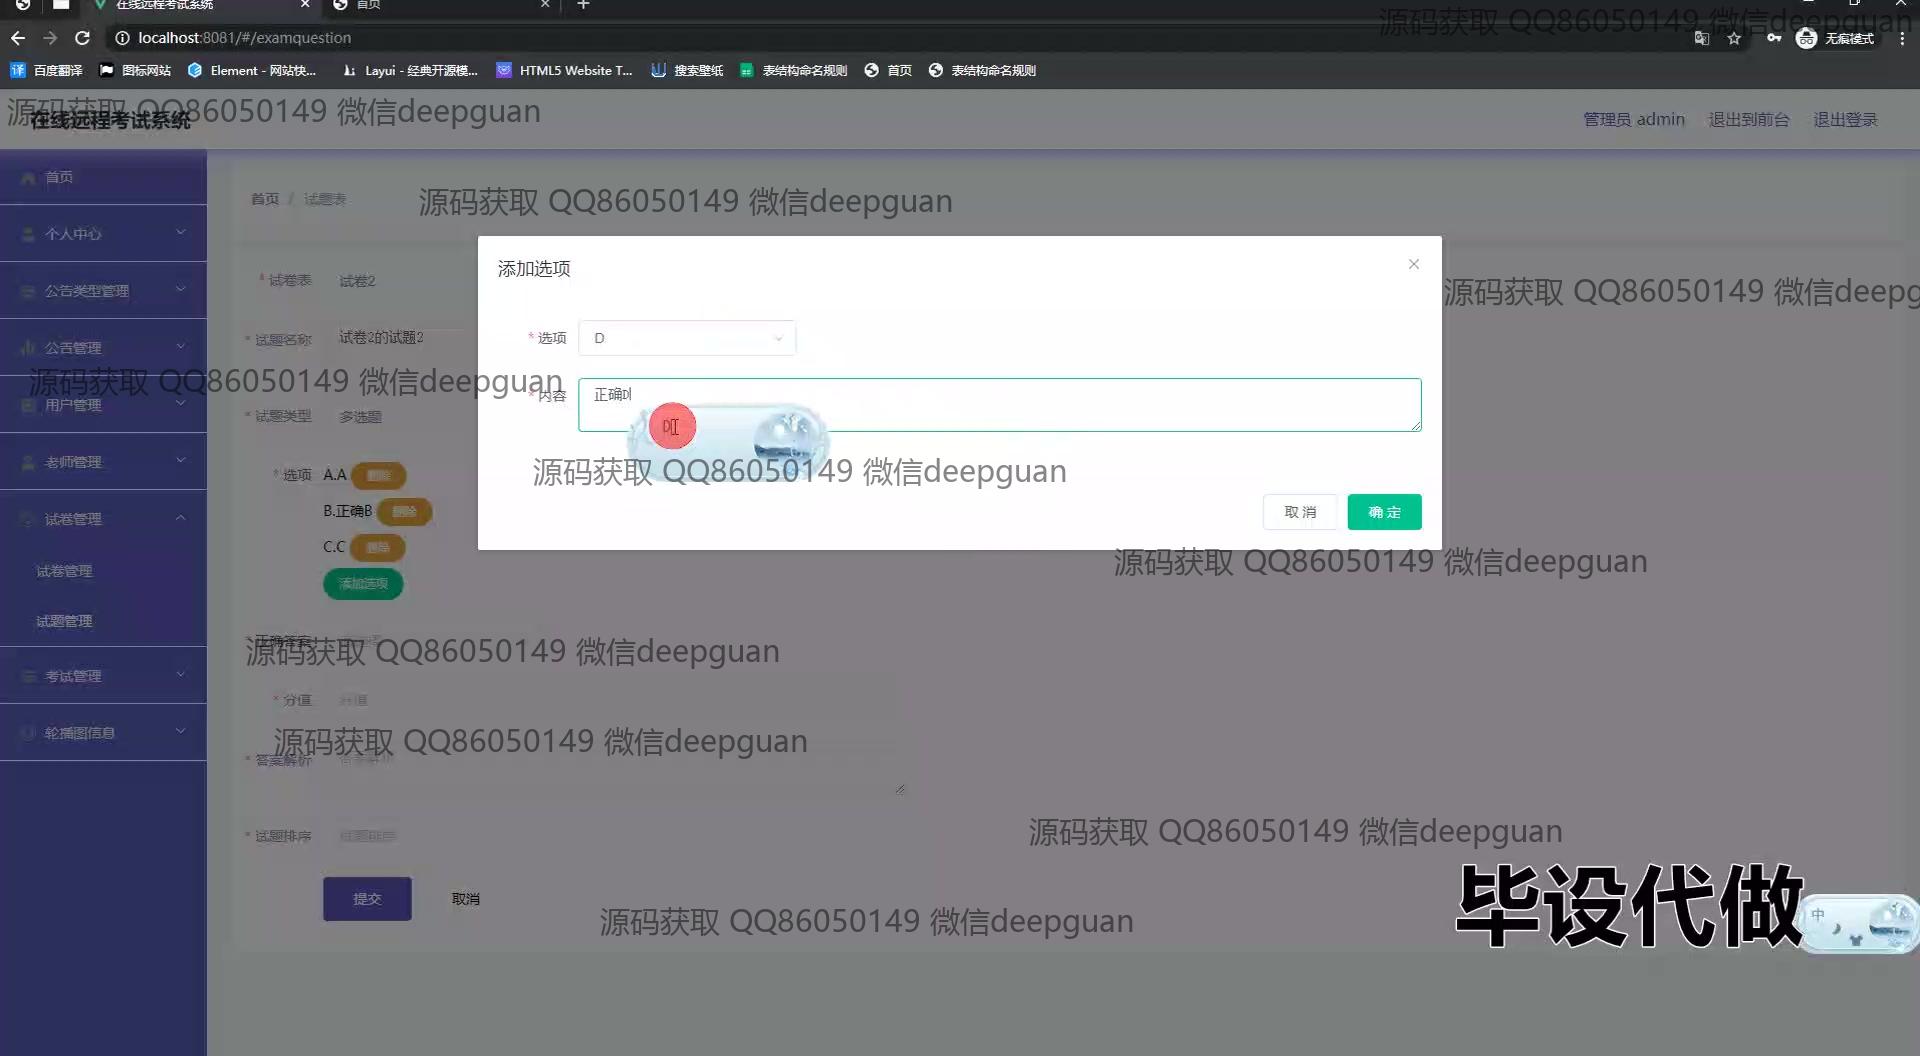 在线远程考试系统
首页
localhost:8081/#/examquestion
无痕模式
百度翻译
图标网站
Element - 网站快...
Layui - 经典开源模...
HTML5 Website T...
搜索壁纸
表结构命名规则
首页
表结构命名规则
源码获取 QQ86050149 微信deepguan
源码获取 QQ86050149 微信deepguan
在线远程考试系统
管理员 admin
退出到前台
退出登录
首页
个人中心
公告类型管理
公告管理
用户管理
老师管理
试卷管理
试卷管理
试题管理
考试管理
轮播图信息
首页 / 试题表
源码获取 QQ86050149 微信deepguan
* 试卷表 试卷2
* 试题名称 试卷2的试题2
* 试题类型 多选题
* 选项 A.A 删除
B.正确B 删除
C.C 删除
添加选项
* 正确答案
* 分值 分值
* 答案解析 答案解析
* 试题排序 试题排序
提交
取消
添加选项
* 选项 D
* 内容 正确D
D
取 消
确 定
源码获取 QQ86050149 微信deepg
源码获取 QQ86050149 微信deepguan
源码获取 QQ86050149 微信deepguan
源码获取 QQ86050149 微信deepguan
源码获取 QQ86050149 微信deepguan
源码获取 QQ86050149 微信deepguan
源码获取 QQ86050149 微信deepguan
源码获取 QQ86050149 微信deepguan
毕设代做
中